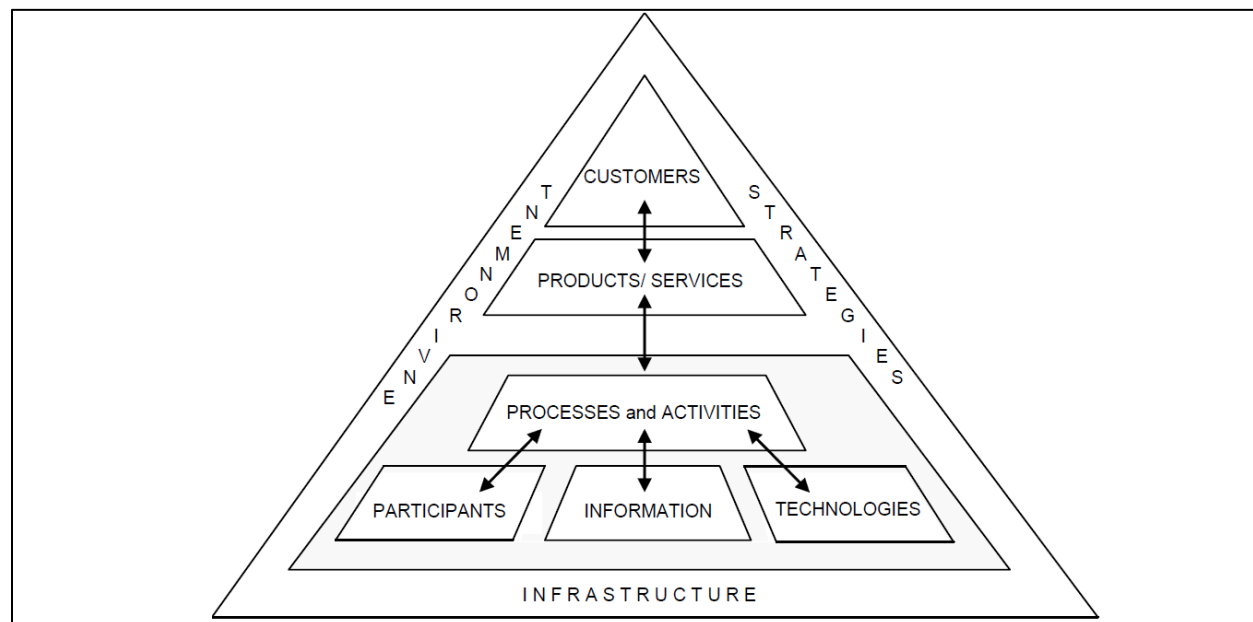 CUSTOMERS
ENVIRONMENT
STRATEGIES
PRODUCTS/ SERVICES
PROCESSES and ACTIVITIES
PARTICIPANTS
INFORMATION
TECHNOLOGIES
INFRASTRUCTURE